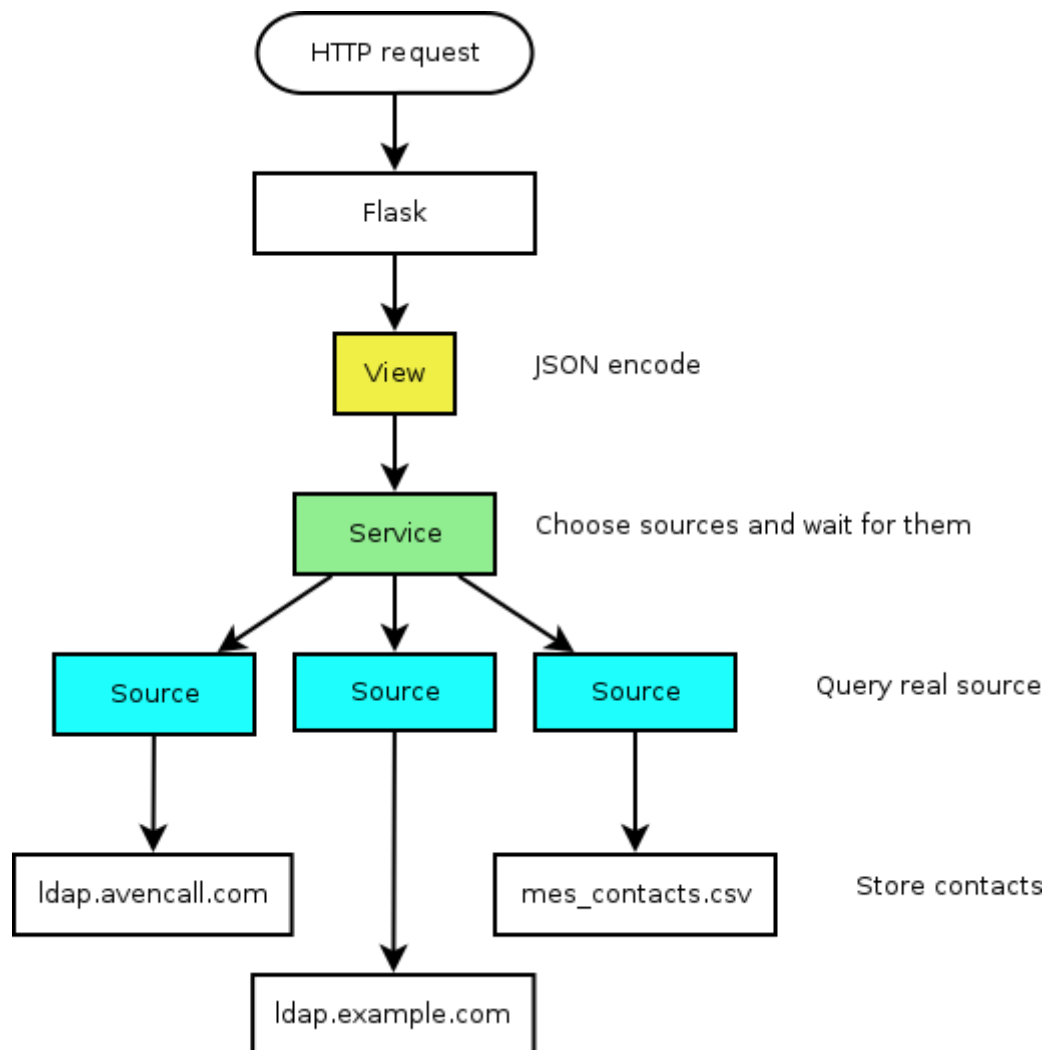 HTTP request
Flask
View
JSON encode
Service
Choose sources and wait for them
Source
Source
Source
Query real source
ldap.avencall.com
mes_contacts.csv
Store contacts
ldap.example.com